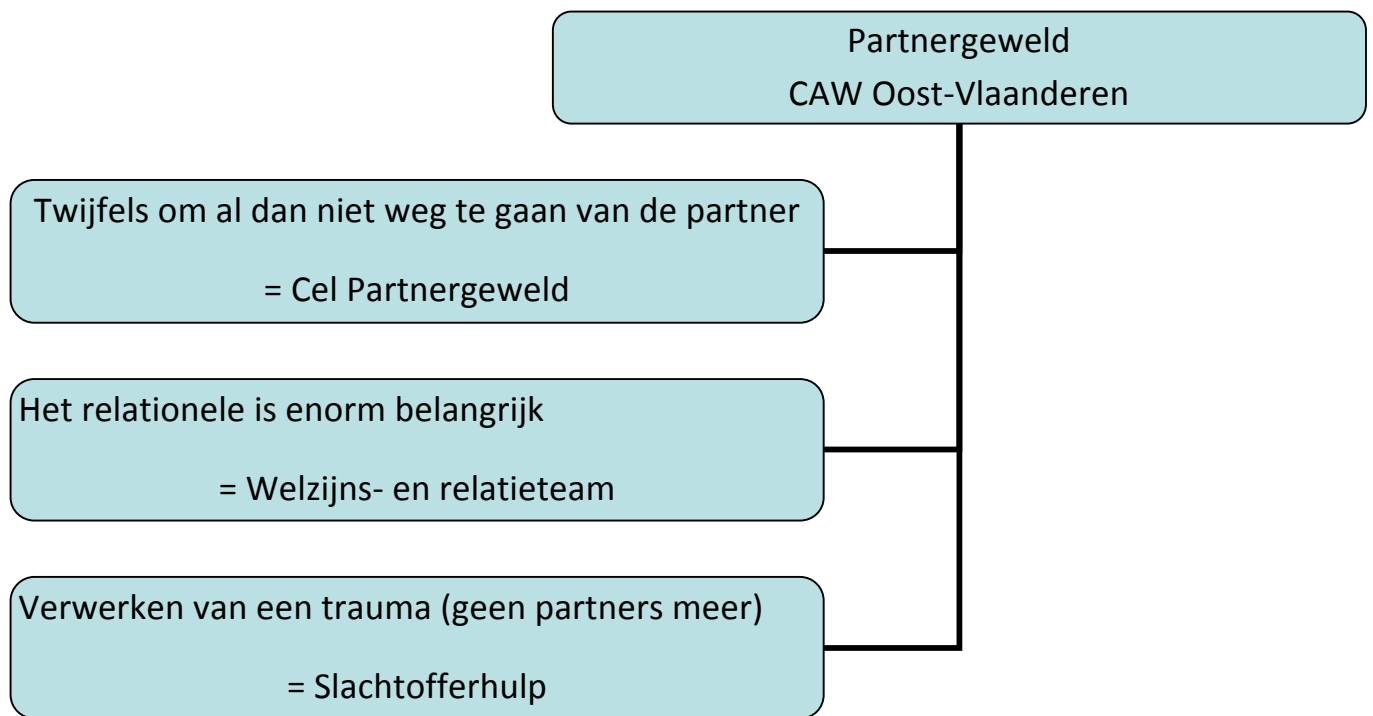 Partnergeweld
CAW Oost-Vlaanderen
Twijfels om al dan niet weg te gaan van de partner
= Cel Partnergeweld
Het relationele is enorm belangrijk
= Welzijns- en relatieteam
Verwerken van een trauma (geen partners meer)
= Slachtofferhulp